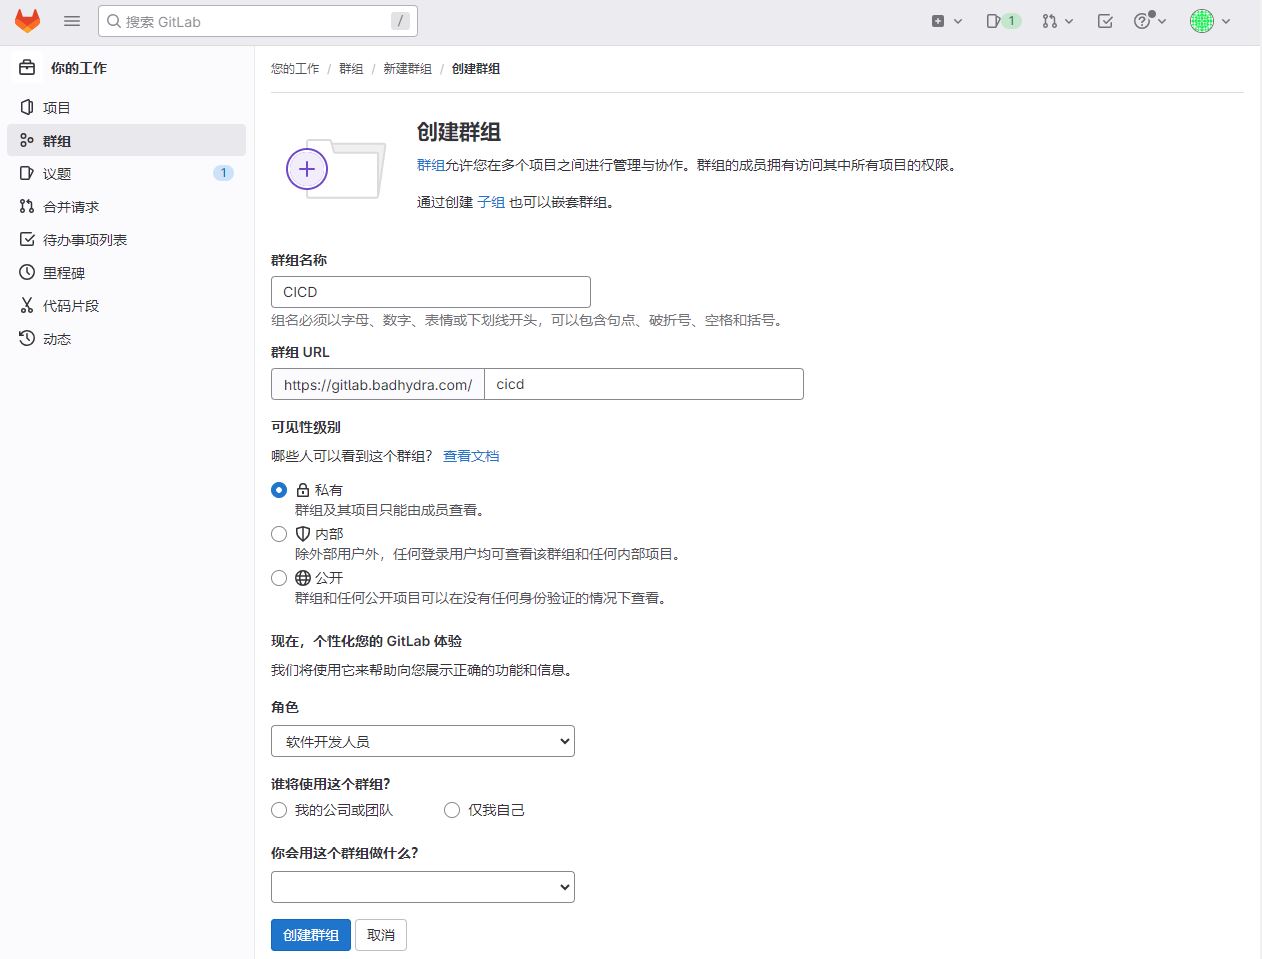 搜索 GitLab
/
1
你的工作
项目
群组
议题
1
合并请求
待办事项列表
里程碑
代码片段
动态
您的工作 / 群组 / 新建群组 / 创建群组
创建群组
群组允许您在多个项目之间进行管理与协作。群组的成员拥有访问其中所有项目的权限。
通过创建 子组 也可以嵌套群组。
群组名称
CICD
组名必须以字母、数字、表情或下划线开头，可以包含句点、破折号、空格和括号。
群组 URL
https://gitlab.badhydra.com/ cicd
可见性级别
哪些人可以看到这个群组？ 查看文档
私有
群组及其项目只能由成员查看。
内部
除外部用户外，任何登录用户均可查看该群组和任何内部项目。
公开
群组和任何公开项目可以在没有任何身份验证的情况下查看。
现在，个性化您的 GitLab 体验
我们将使用它来帮助向您展示正确的功能和信息。
角色
软件开发人员
谁将使用这个群组？
我的公司或团队 仅我自己
你会用这个群组做什么？
创建群组 取消